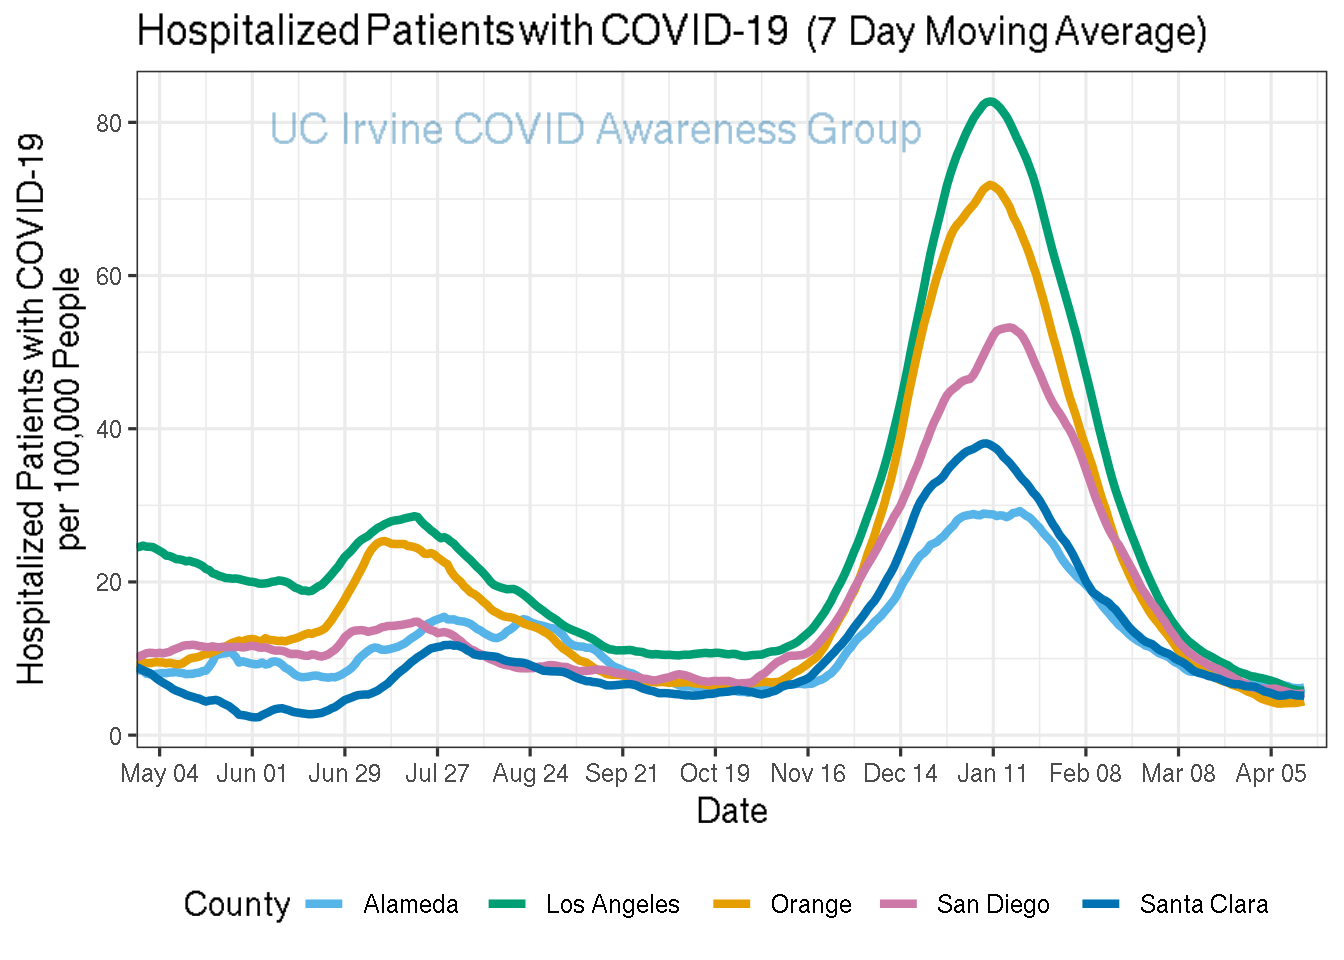 Hospitalized Patients with COVID-19 (7 Day Moving Average)
UC Irvine COVID Awareness Group
Hospitalized Patients with COVID-19
per 100,000 People
80
60
40
20
0
May 04 Jun 01 Jun 29 Jul 27 Aug 24 Sep 21 Oct 19 Nov 16 Dec 14 Jan 11 Feb 08 Mar 08 Apr 05
Date
County Alameda Los Angeles Orange San Diego Santa Clara